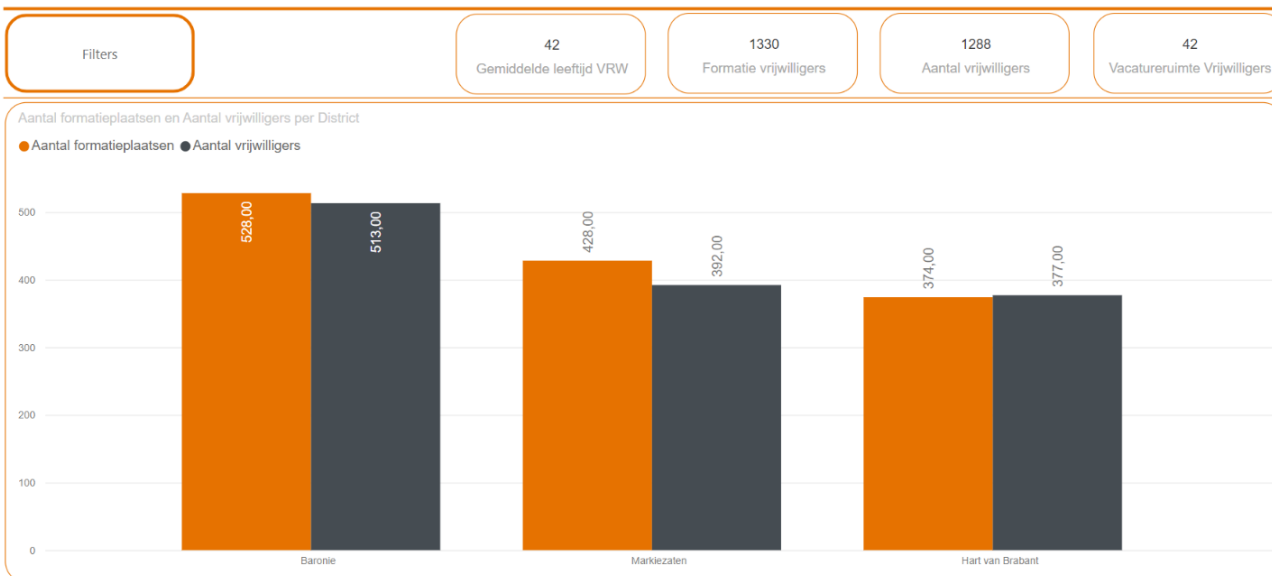 Filters
42
Gemiddelde leeftijd VRW
1330
Formatie vrijwilligers
1288
Aantal vrijwilligers
42
Vacatureruimte Vrijwilligers
Aantal formatieplaatsen en Aantal vrijwilligers per District
Aantal formatieplaatsen Aantal vrijwilligers
500
400
300
200
100
0
528,00
513,00
428,00
392,00
374,00
377,00
Baronie
Markiezaten
Hart van Brabant